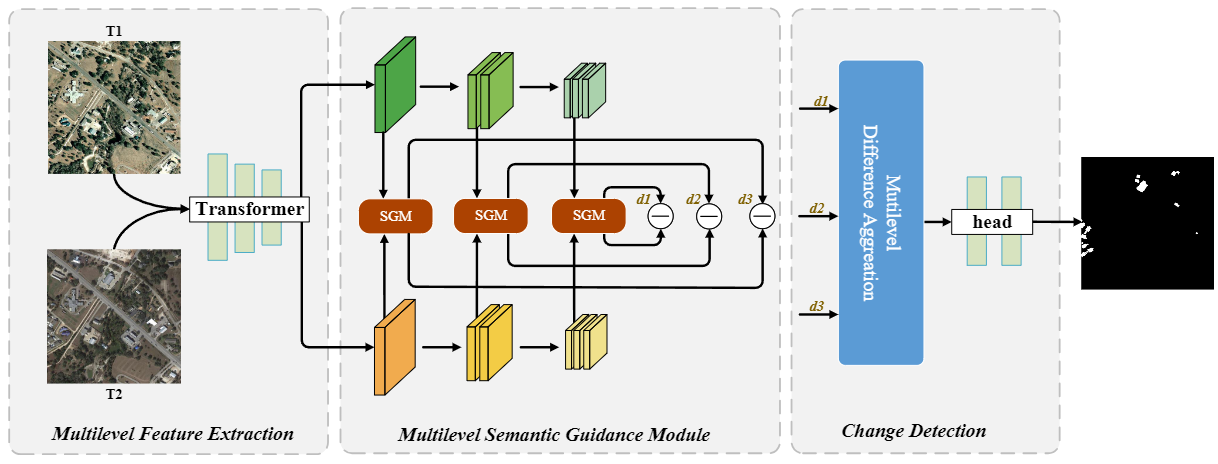 T1
Transformer
T2
Multilevel Feature Extraction
SGM
SGM
SGM
d1
d2
d3
Multilevel Semantic Guidance Module
d1
d2
d3
Mutilevel
Difference Aggreation
head
Change Detection